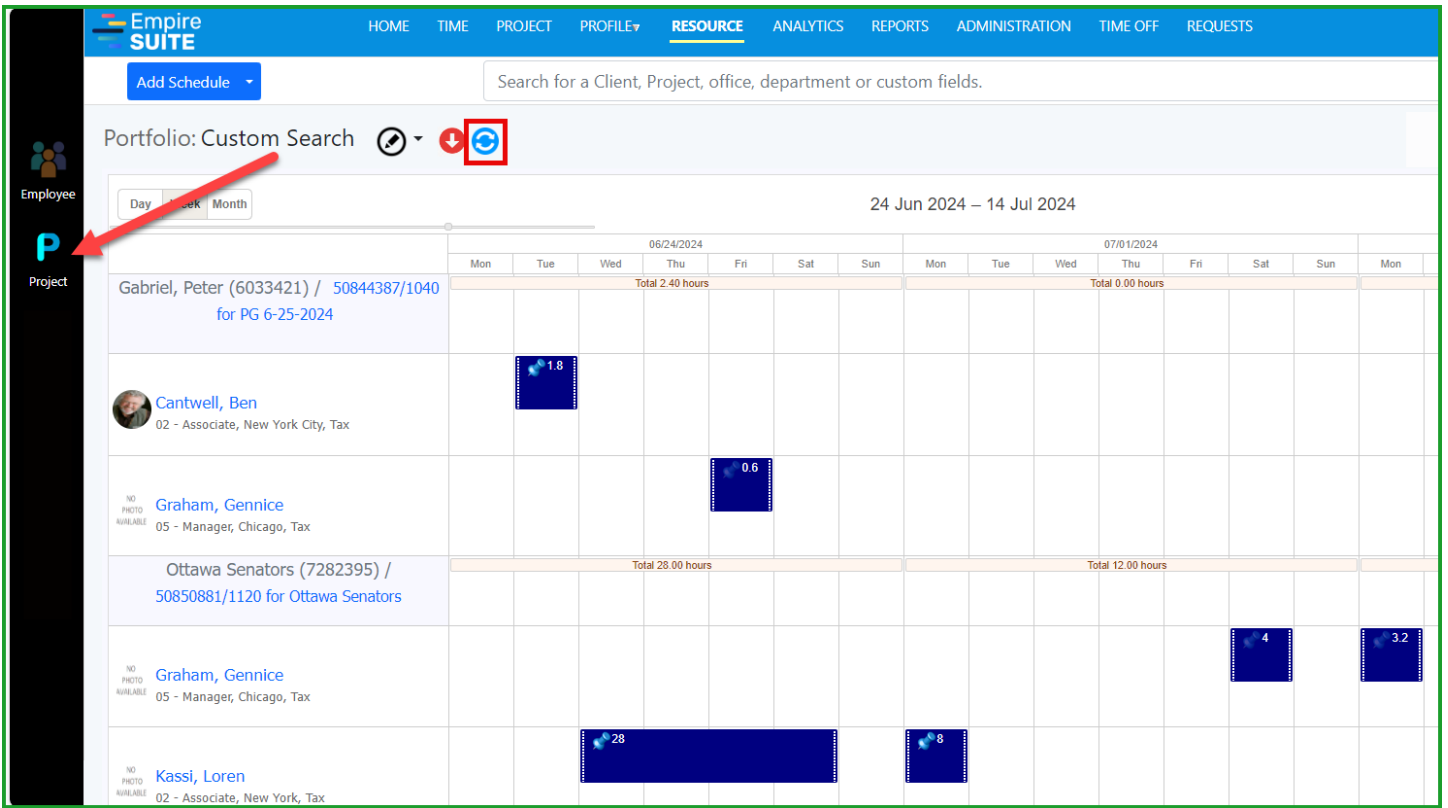 Empire
SUITE
HOME TIME PROJECT PROFILE▾ RESOURCE ANALYTICS REPORTS ADMINISTRATION TIME OFF REQUESTS
Add Schedule
Search for a Client, Project, office, department or custom fields.
Portfolio: Custom Search
Employee
Project
Day Week Month
24 Jun 2024 – 14 Jul 2024
06/24/2024 07/01/2024
Mon Tue Wed Thu Fri Sat Sun Mon Tue Wed Thu Fri Sat Sun Mon
Gabriel, Peter (6033421) / 50844387/1040
for PG 6-25-2024
Total 2.40 hours Total 0.00 hours
1.8
Cantwell, Ben
02 - Associate, New York City, Tax
0.6
NO
PHOTO
AVAILABLE
Graham, Gennice
05 - Manager, Chicago, Tax
Ottawa Senators (7282395) /
50850881/1120 for Ottawa Senators
Total 28.00 hours Total 12.00 hours
4 3.2
NO
PHOTO
AVAILABLE
Graham, Gennice
05 - Manager, Chicago, Tax
28 8
NO
PHOTO
AVAILABLE
Kassi, Loren
02 - Associate, New York, Tax